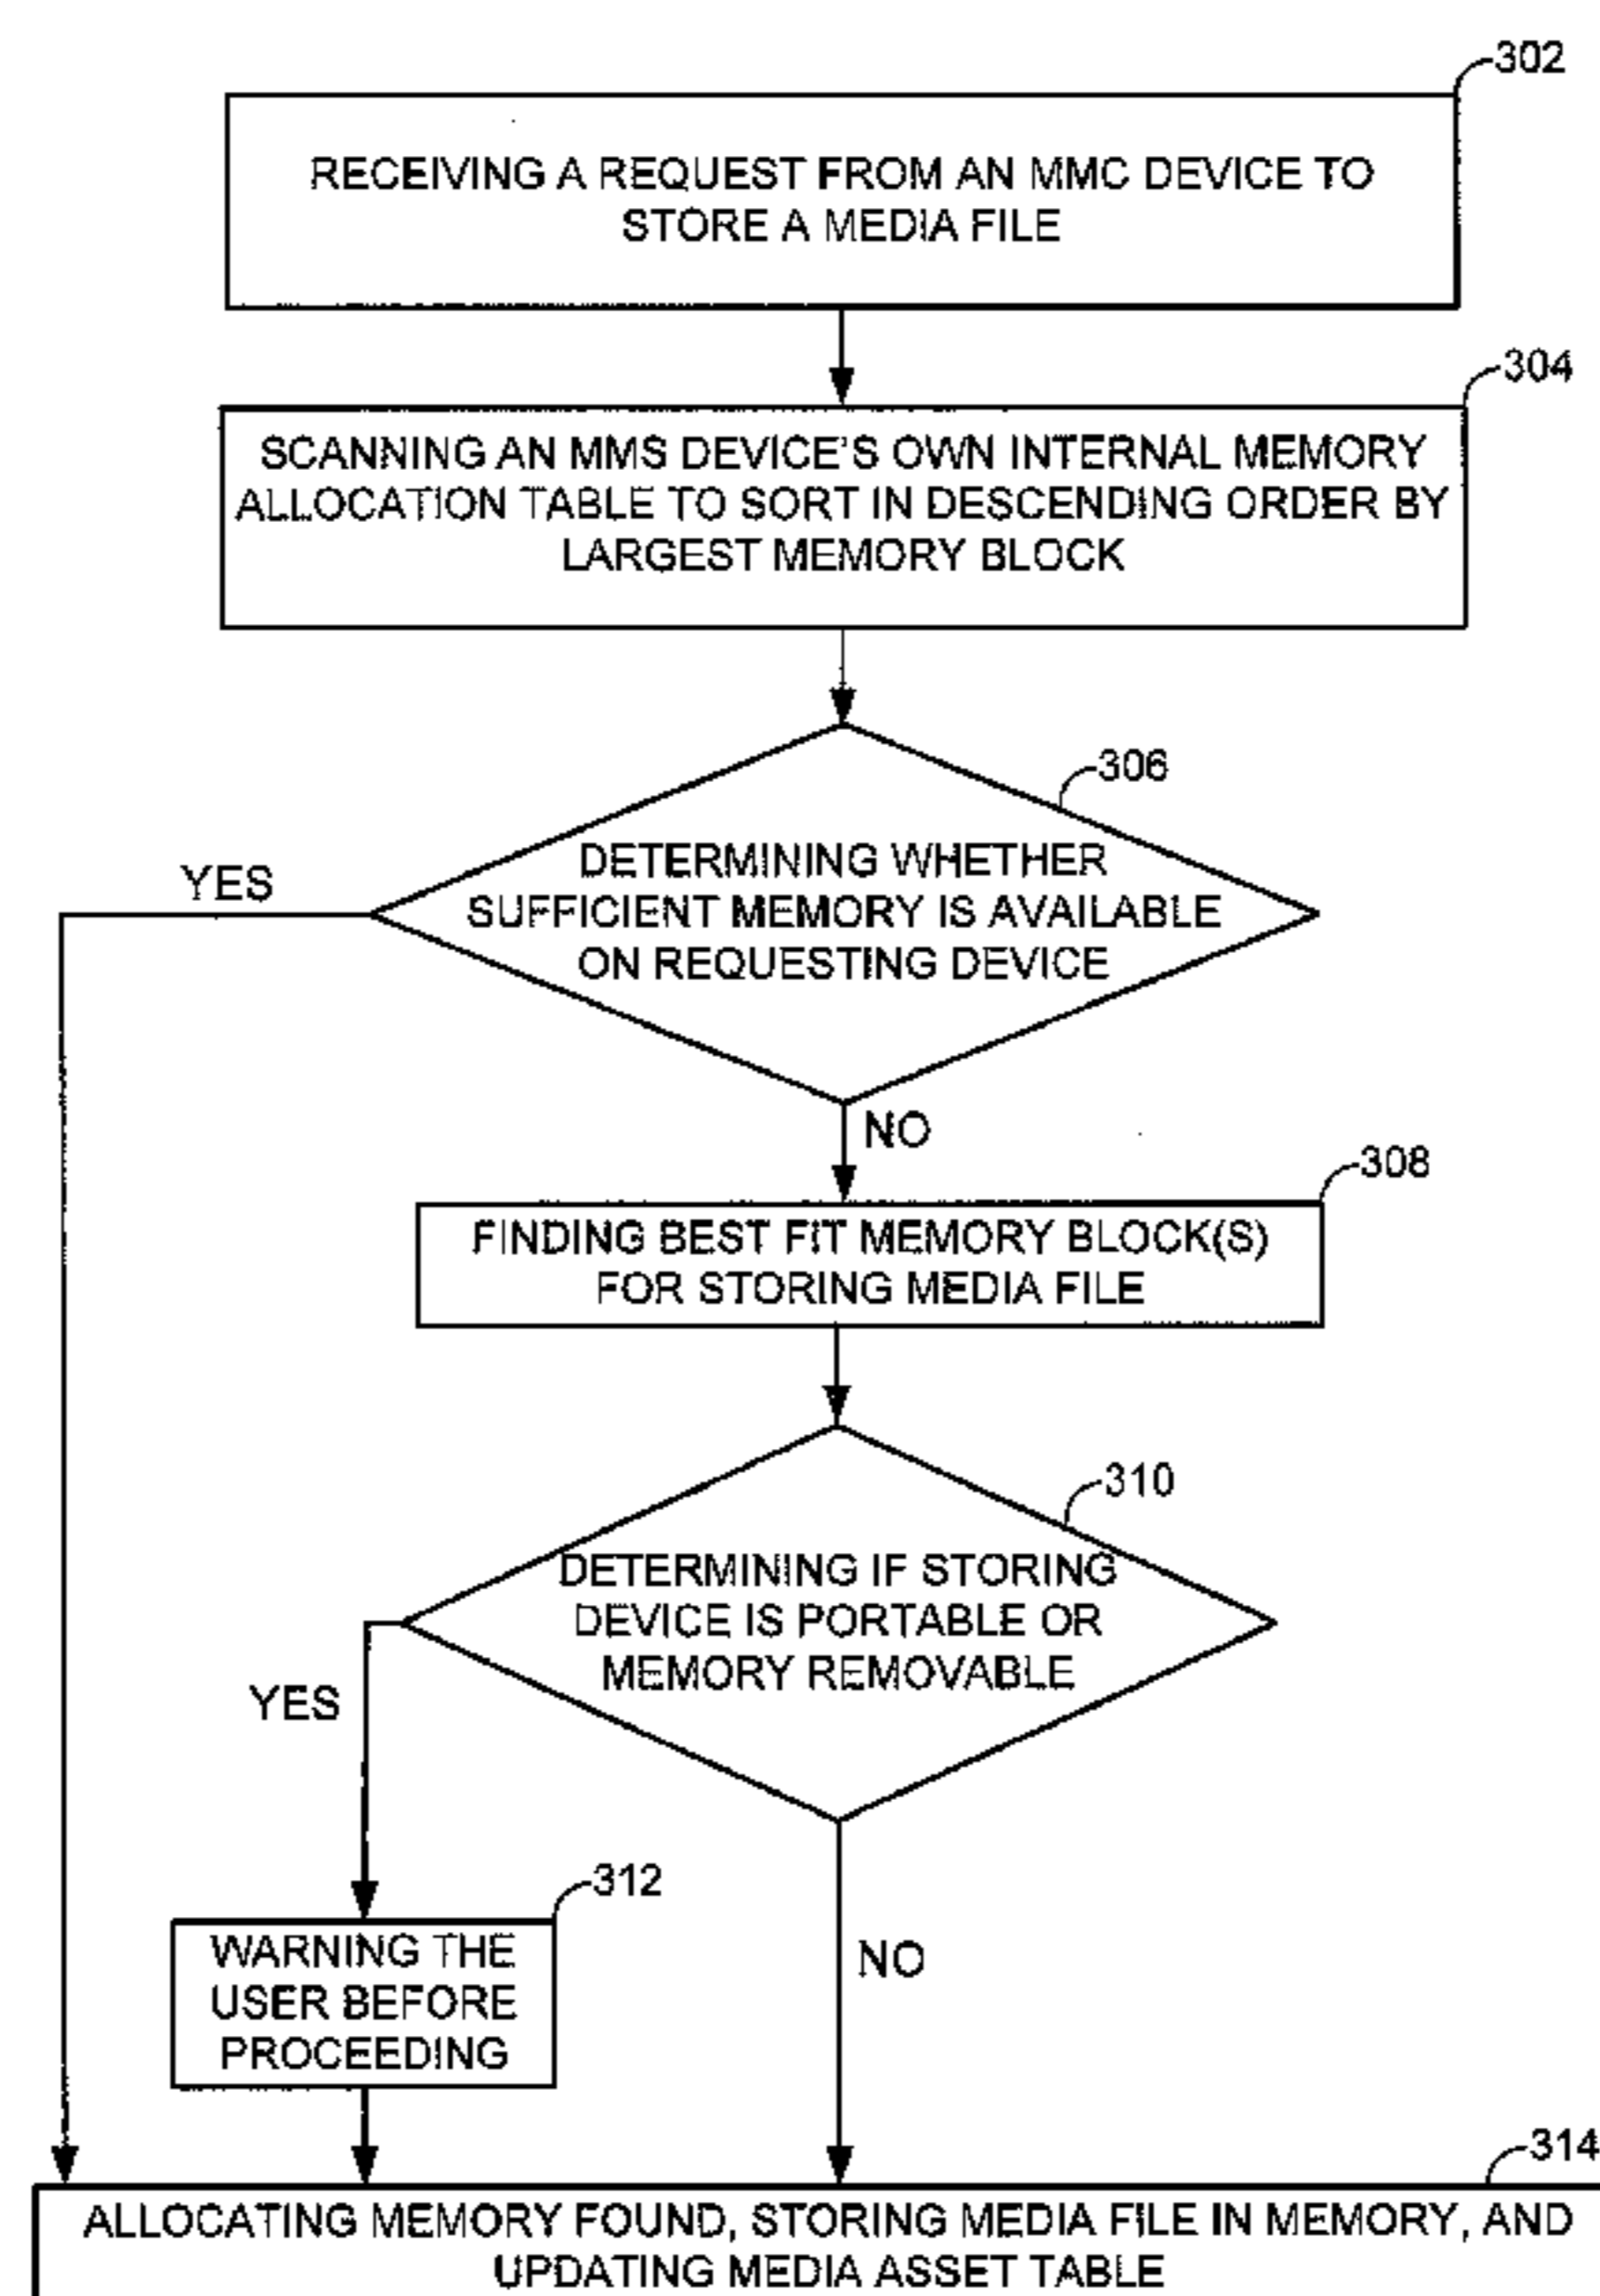 302
RECEIVING A REQUEST FROM AN MMC DEVICE TO
STORE A MEDIA FILE
304
SCANNING AN MMS DEVICE'S OWN INTERNAL MEMORY
ALLOCATION TABLE TO SORT IN DESCENDING ORDER BY
LARGEST MEMORY BLOCK
306
DETERMINING WHETHER
SUFFICIENT MEMORY IS AVAILABLE
ON REQUESTING DEVICE
YES
NO
308
FINDING BEST FIT MEMORY BLOCK(S)
FOR STORING MEDIA FILE
310
DETERMINING IF STORING
DEVICE IS PORTABLE OR
MEMORY REMOVABLE
YES
312
WARNING THE
USER BEFORE
PROCEEDING
NO
314
ALLOCATING MEMORY FOUND, STORING MEDIA FILE IN MEMORY, AND
UPDATING MEDIA ASSET TABLE